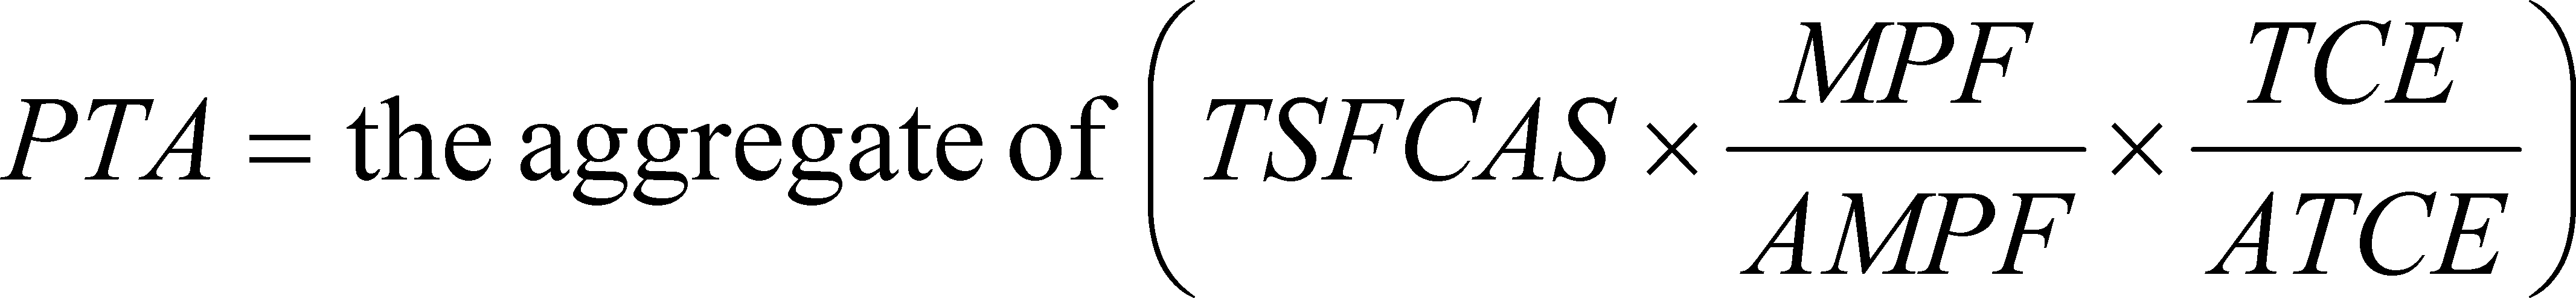 PTA = the aggregate of (TSFCAS × MPF/AMPF × TCE/ATCE)